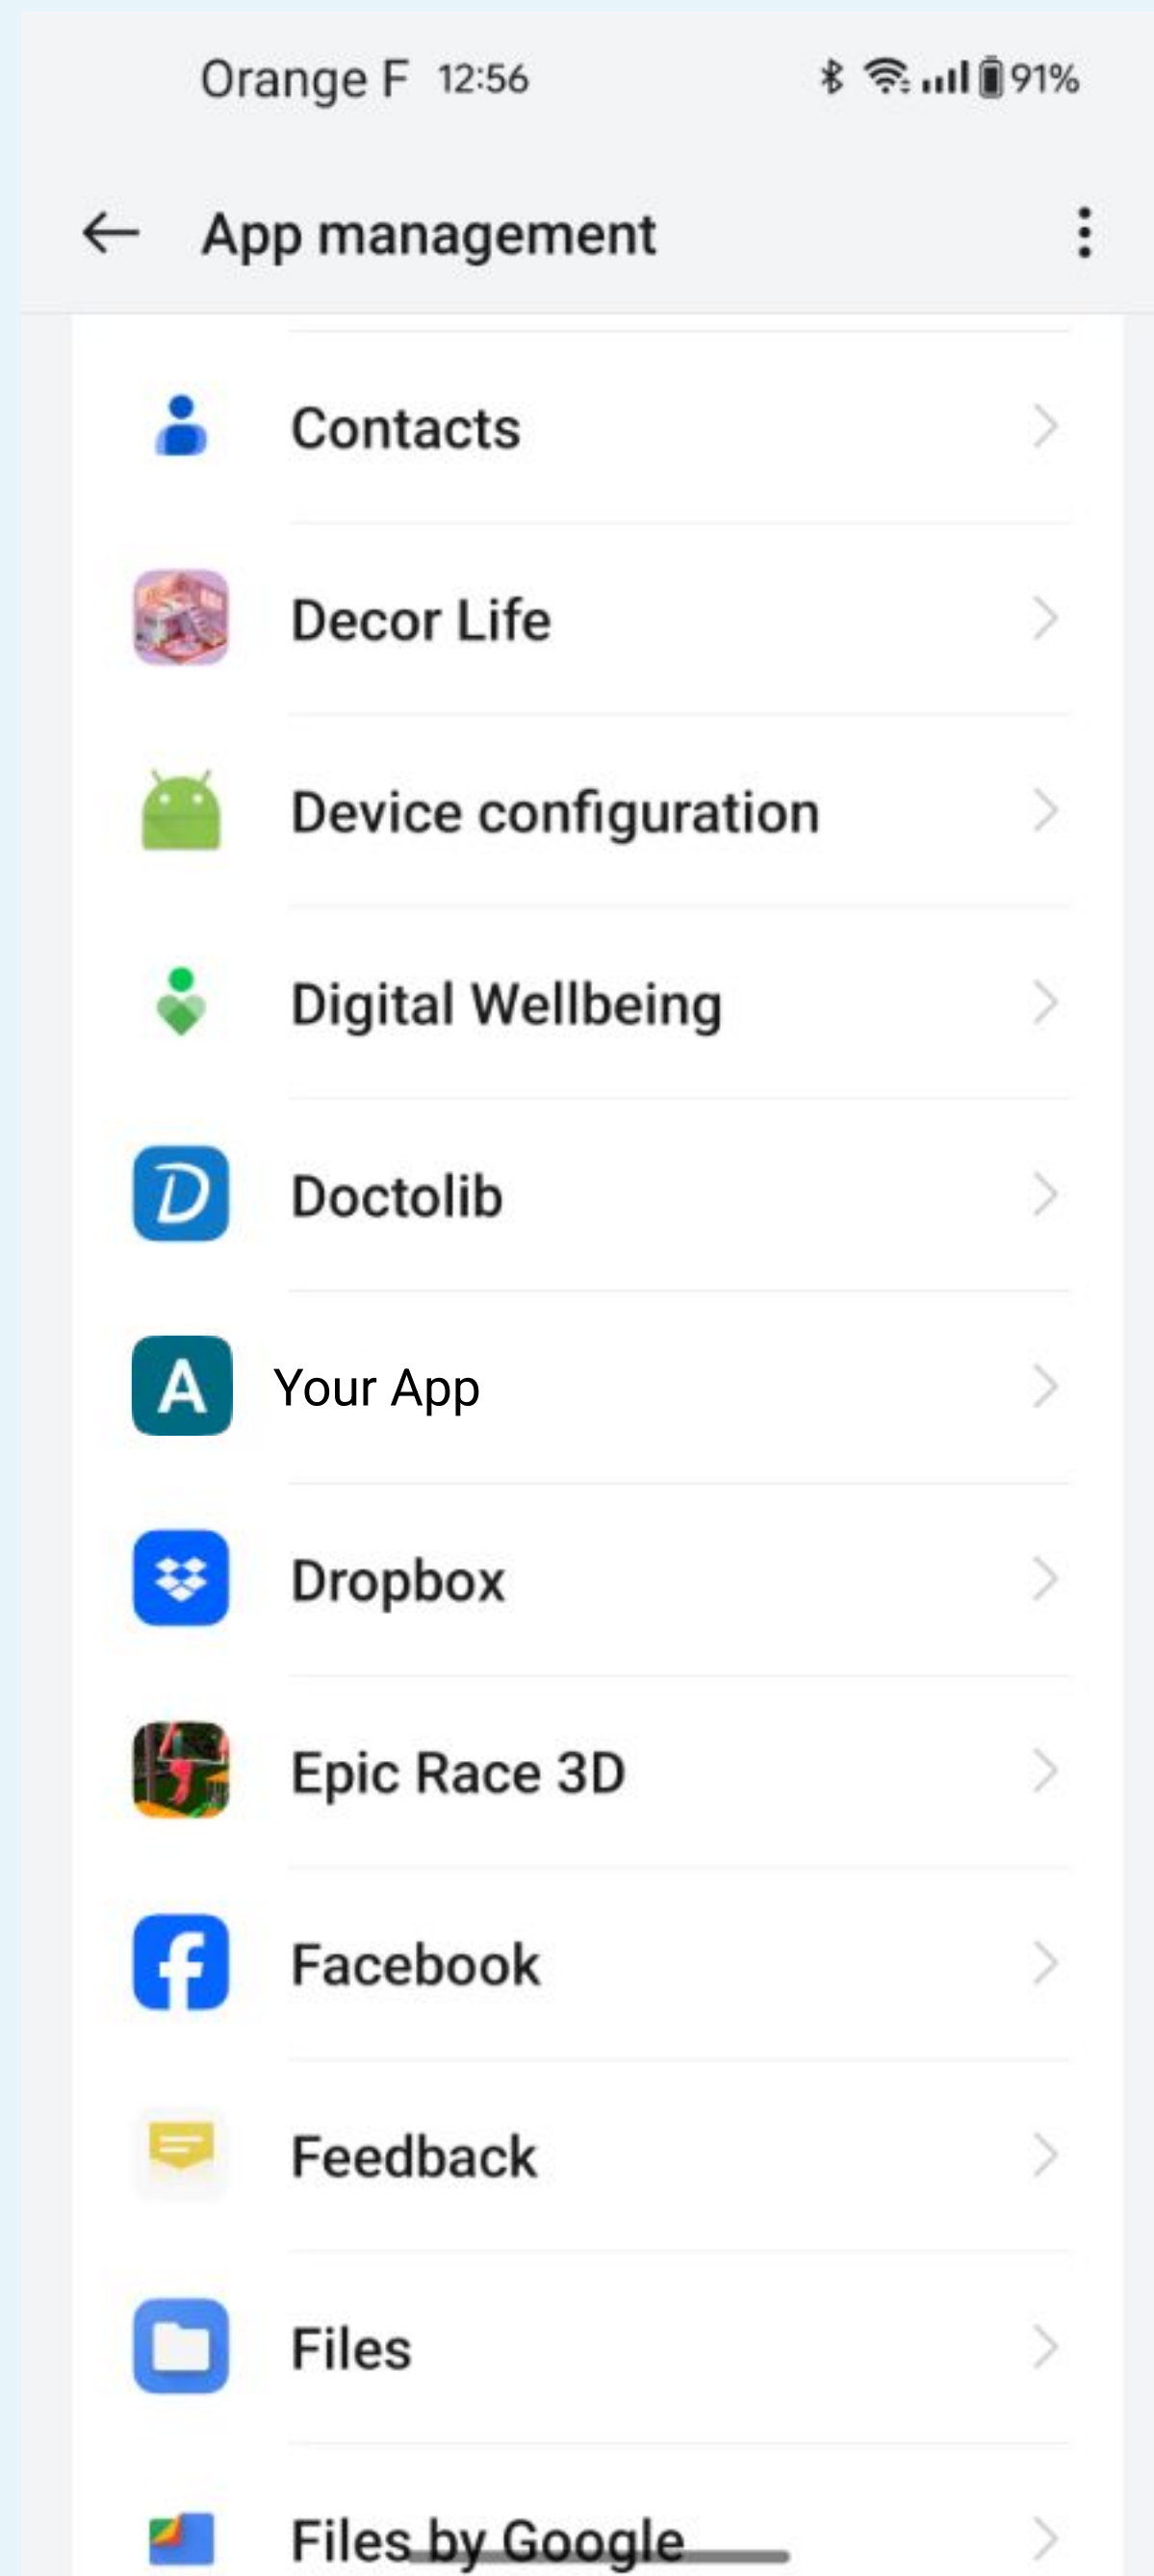 Orange F 12:56 91%
App management
Contacts
Decor Life
Device configuration
Digital Wellbeing
D Doctolib
A Your App
Dropbox
Epic Race 3D
f Facebook
Feedback
Files
Files by Google